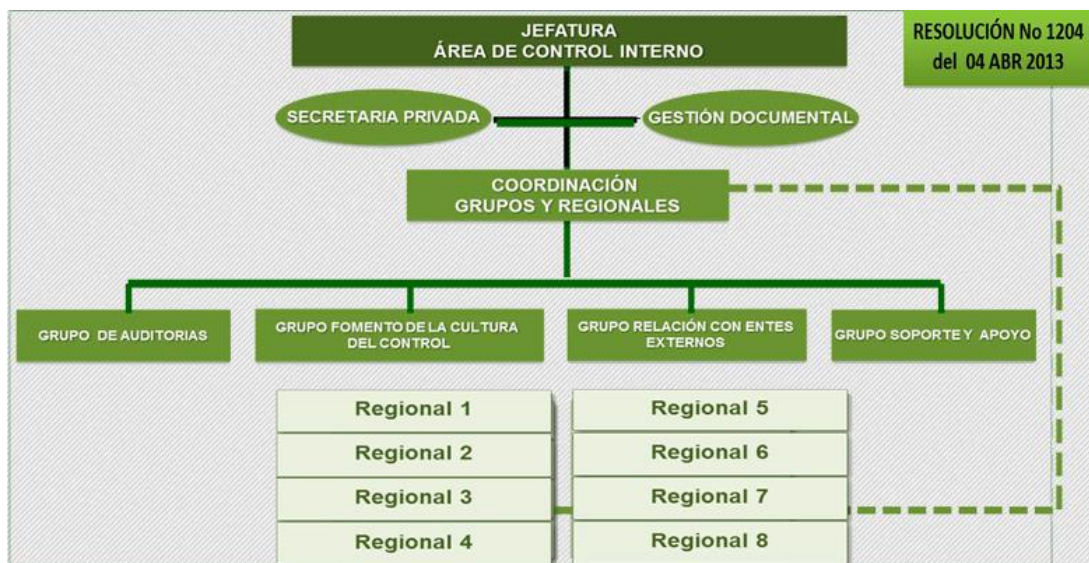 JEFATURA
ÁREA DE CONTROL INTERNO
RESOLUCIÓN No 1204
del 04 ABR 2013
SECRETARIA PRIVADA
GESTIÓN DOCUMENTAL
COORDINACIÓN
GRUPOS Y REGIONALES
GRUPO DE AUDITORIAS
GRUPO FOMENTO DE LA CULTURA
DEL CONTROL
GRUPO RELACIÓN CON ENTES
EXTERNOS
GRUPO SOPORTE Y APOYO
Regional 1
Regional 2
Regional 3
Regional 4
Regional 5
Regional 6
Regional 7
Regional 8